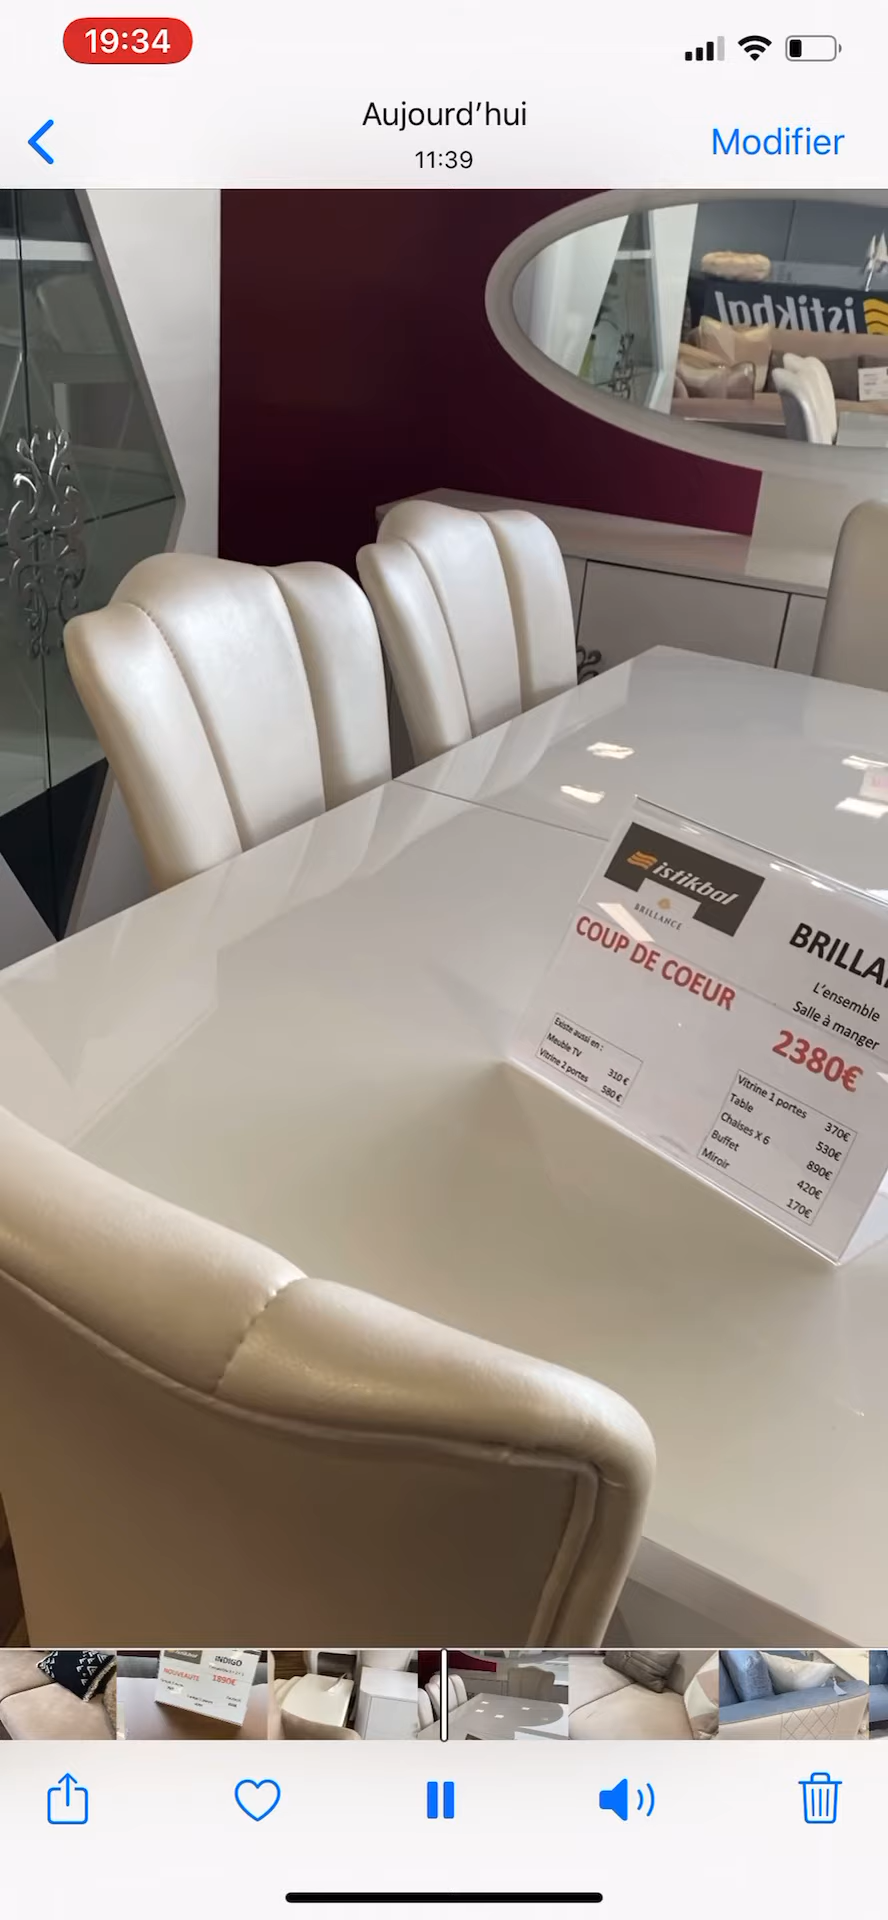 19:34
Aujourd'hui
11:39
Modifier
istikbal
istikbal
BRILLANCE
BRILLA
COUP DE COEUR
L'ensemble
Salle à manger
2380€
Existe aussi en :
Meuble TV 310 €
Vitrine 2 portes 580 €
Vitrine 1 portes 370€
Table 530€
Chaises X 6 890€
Buffet 420€
Miroir 170€
INDIGO
NOUVEAUTE 1890€